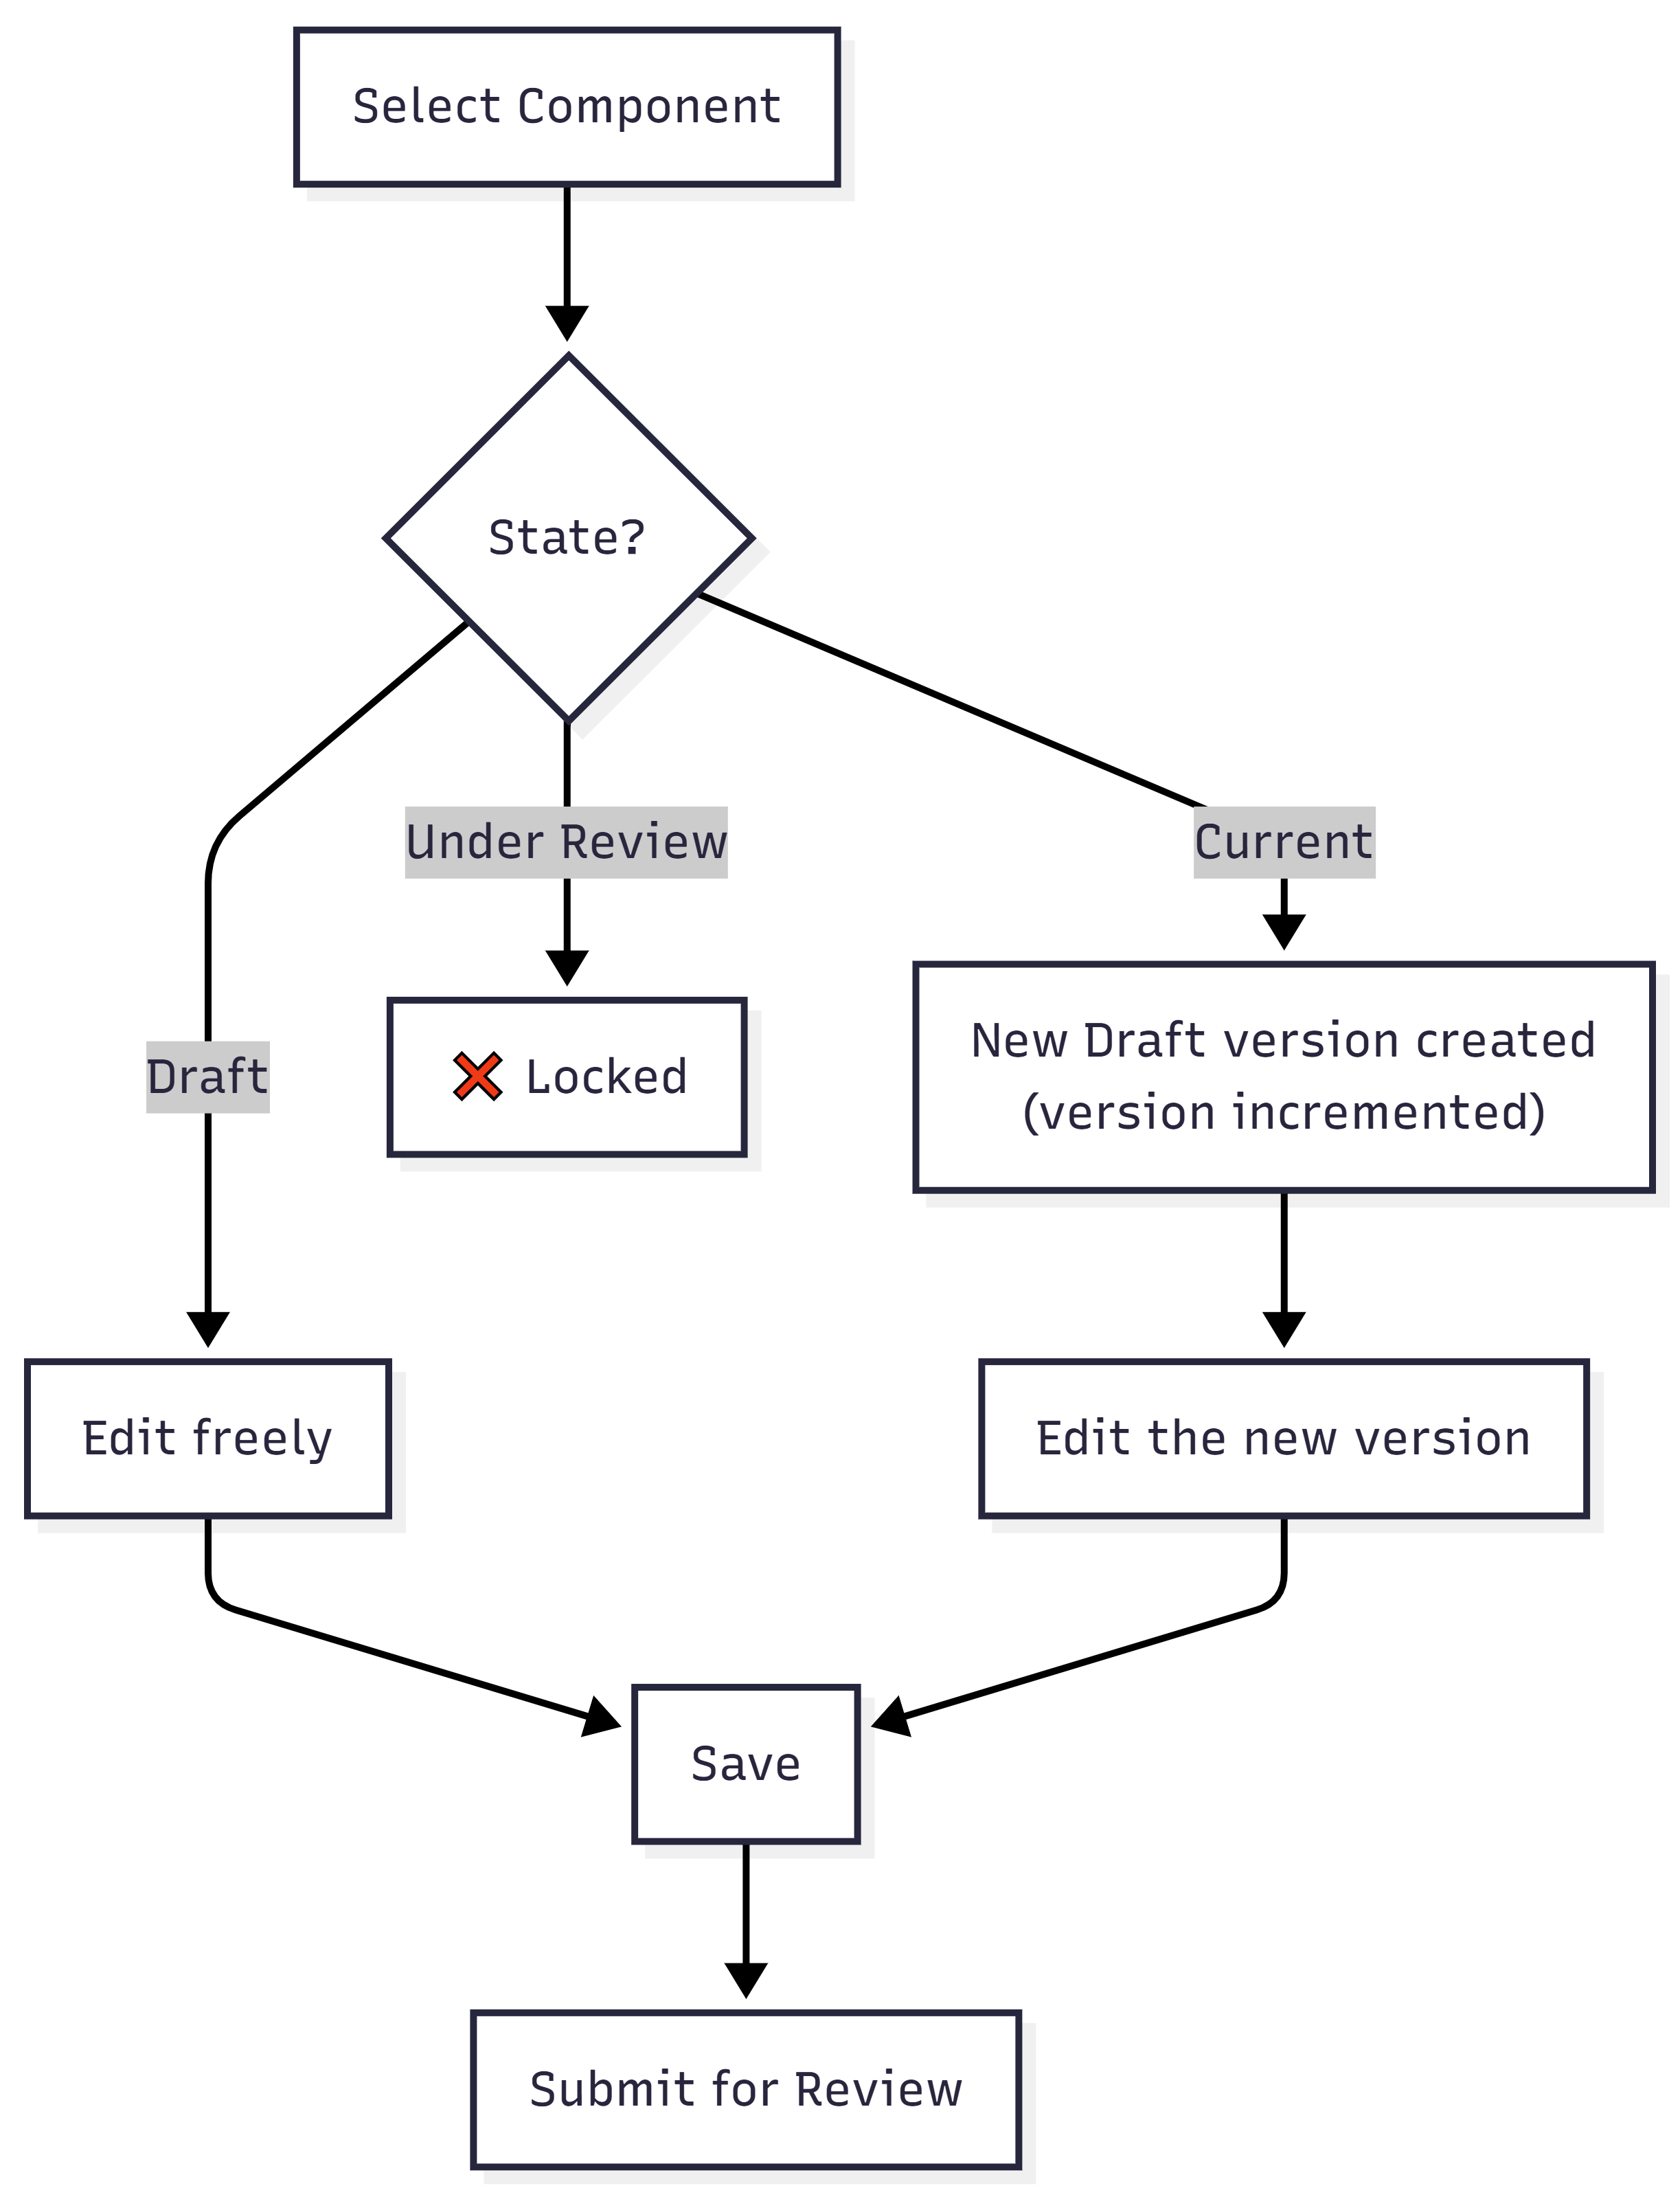 Select Component
State?
Under Review
Current
Draft
❌ Locked
New Draft version created
(version incremented)
Edit freely
Edit the new version
Save
Submit for Review